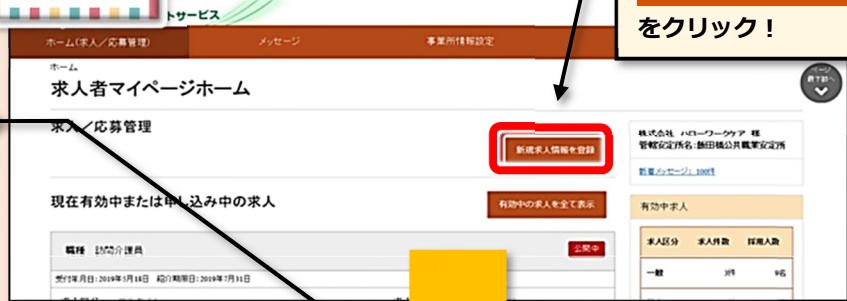 トサービス
をクリック！
ホーム(求人／応募管理)
メッセージ
事業所情報設定
ホーム
求人者マイページホーム
求人／応募管理
新規求人情報を登録
株式会社 ハローワークケア 様
管轄安定所名:飯田橋公共職業安定所
新着メッセージ: 100件
現在有効中または申し込み中の求人
有効中の求人を全て表示
有効中求人
職種 訪問介護員
公開中
求人区分 求人件数 採用人数
受付年月日:2019年5月18日 紹介期限日:2019年7月31日
一般 3件 9名